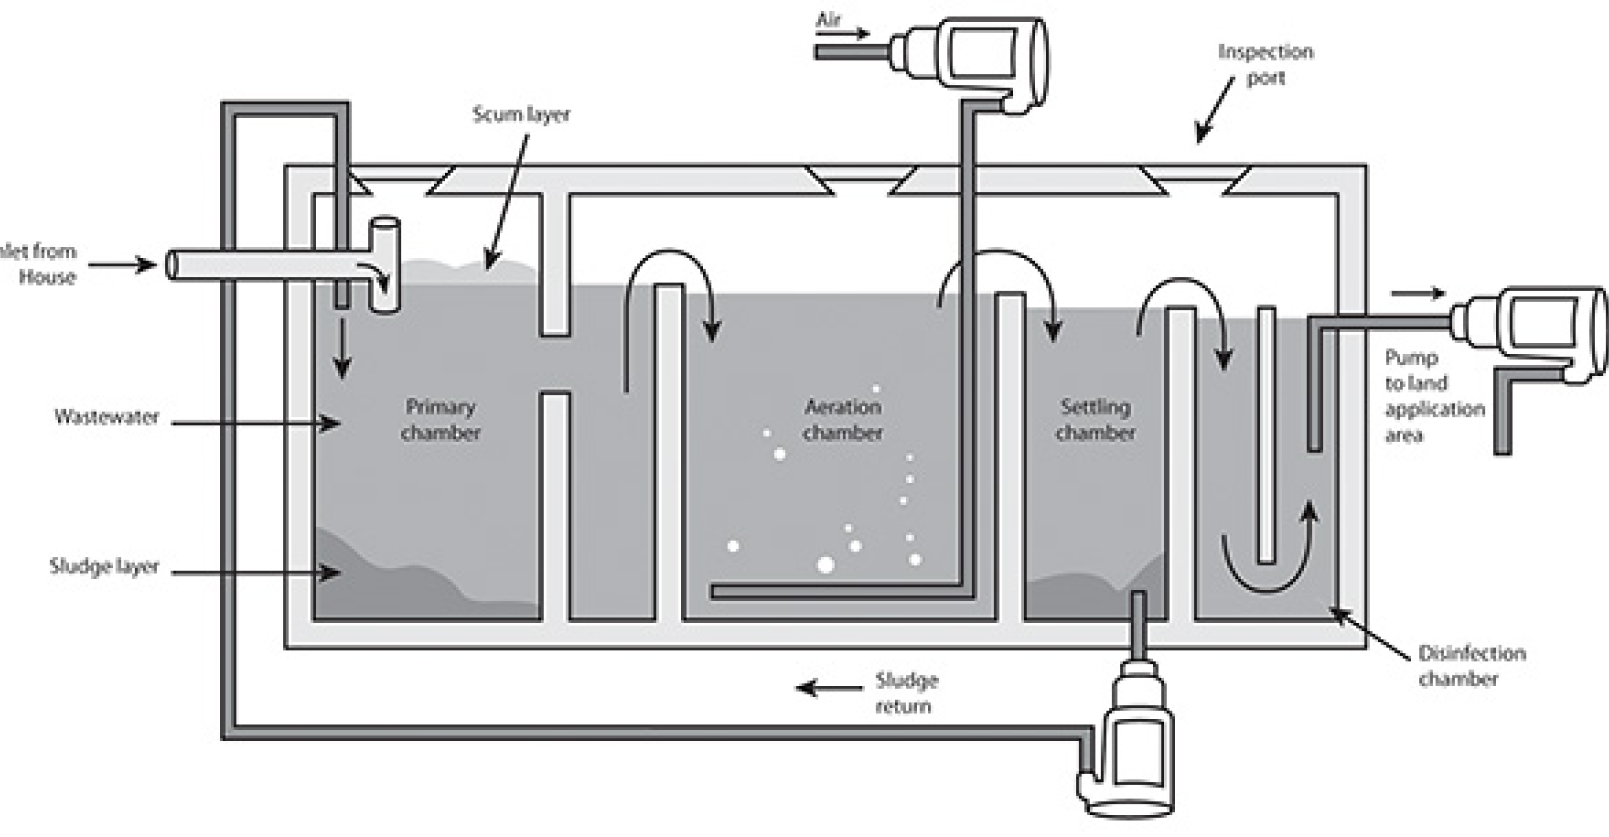 Air
Inspection
port
Scum layer
nlet from
House
Wastewater
Primary
chamber
Aeration
chamber
Settling
chamber
Pump
to land
application
area
Sludge layer
Disinfection
chamber
Sludge
return